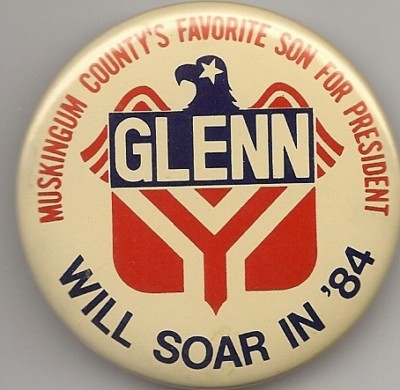 MUSKINGUM COUNTY'S FAVORITE SON FOR PRESIDENT
GLENN
WILL SOAR IN '84